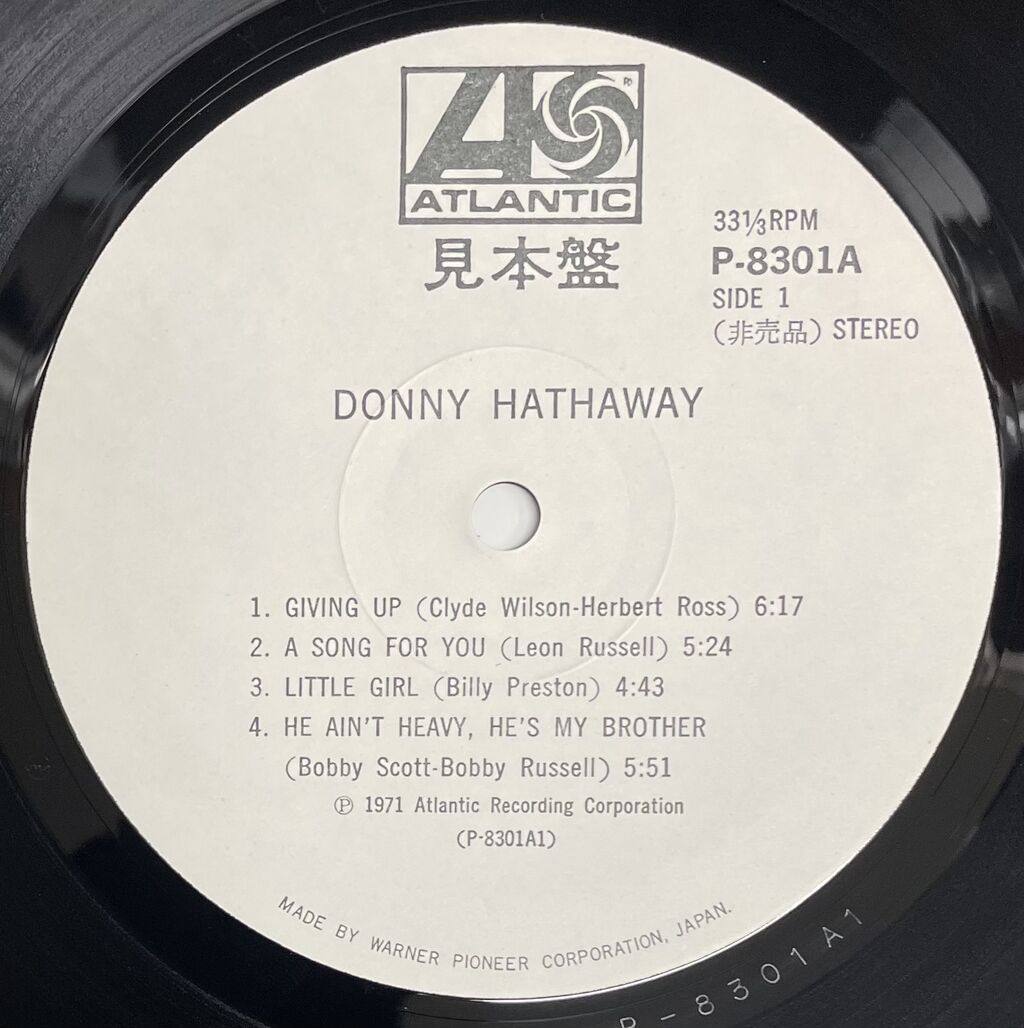 ®
ATLANTIC
見本盤
33⅓RPM
P-8301A
SIDE 1
(非売品) STEREO
DONNY HATHAWAY
1. GIVING UP (Clyde Wilson-Herbert Ross) 6:17
2. A SONG FOR YOU (Leon Russell) 5:24
3. LITTLE GIRL (Billy Preston) 4:43
4. HE AIN'T HEAVY, HE'S MY BROTHER
(Bobby Scott-Bobby Russell) 5:51
℗ 1971 Atlantic Recording Corporation
(P-8301A1)
MADE BY WARNER PIONEER CORPORATION, JAPAN.
P-8301A1